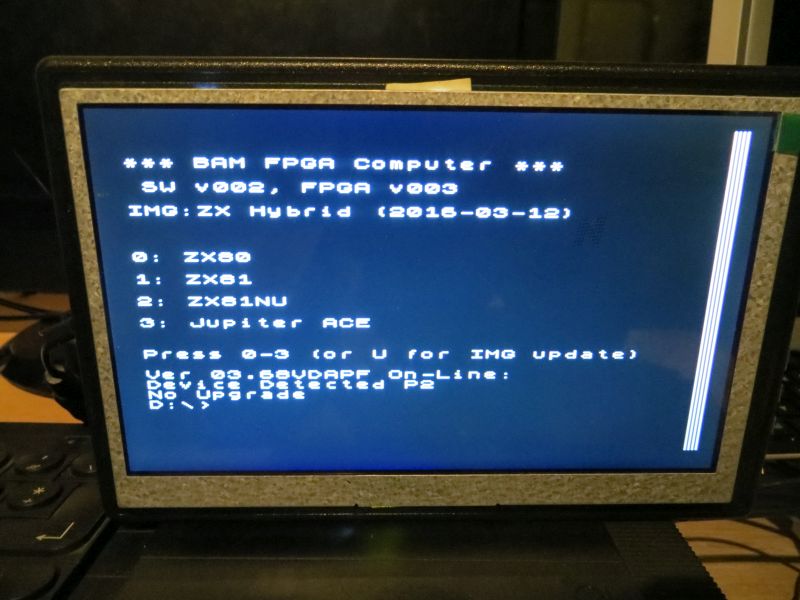 *** BAM FPGA Computer ***
SW v002, FPGA v003
IMG:ZX Hybrid (2016-03-12)
0: ZX80
1: ZX81
2: ZX81NU
3: Jupiter ACE
Press 0-3 (or U for IMG update)
Ver 03.68VDAPF On-Line:
Device Detected P2
No Upgrade
D:\>